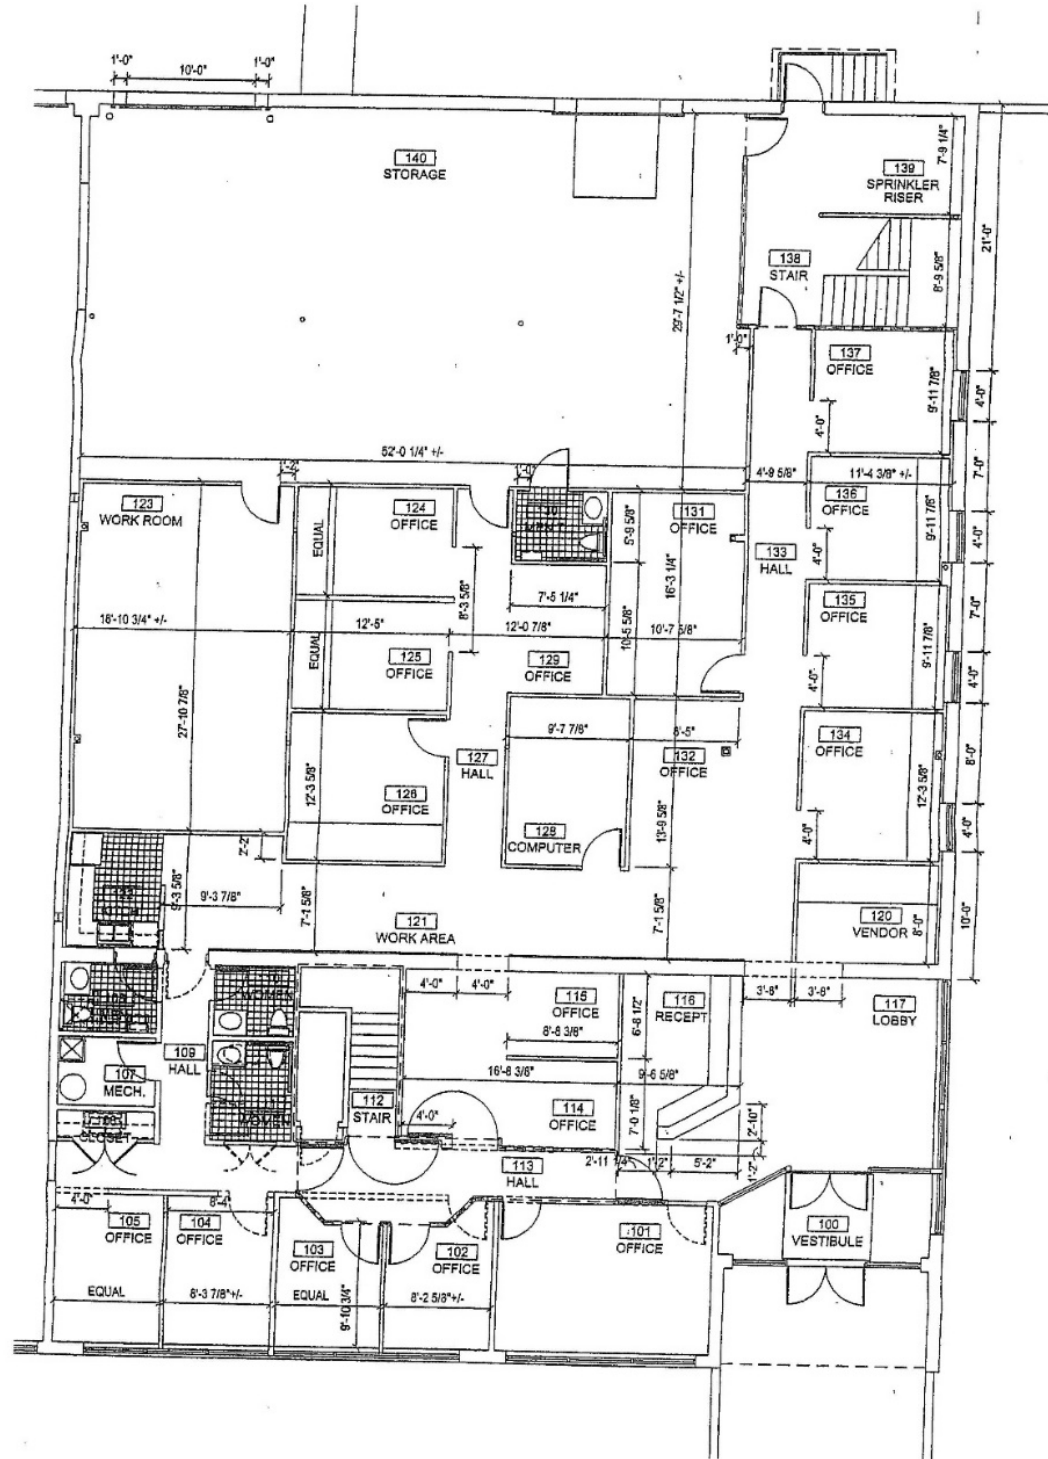 1'-0"
10'-0"
1'-0"
140
STORAGE
139
SPRINKLER
RISER
7'-9 1/4"
21'-0"
138
STAIR
8'-9 5/8"
29'-7 1/2" +/-
1'-0"
137
OFFICE
9'-11 7/8"
4'-0"
4'-0"
52'-0 1/4" +/-
4'-9 5/8"
11'-4 3/8" +/-
7'-0"
123
WORK ROOM
1'-0"
124
OFFICE
EQUAL
131
OFFICE
5'-9 5/8"
136
OFFICE
9'-11 7/8"
4'-0"
4'-0"
133
HALL
16'-3 1/4"
8'-3 5/8"
7'-5 1/4"
135
OFFICE
7'-0"
16'-10 3/4" +/-
12'-5"
12'-0 7/8"
10'-7 5/8"
EQUAL
125
OFFICE
129
OFFICE
10'-5 5/8"
9'-11 7/8"
4'-0"
4'-0"
27'-10 7/8"
9'-7 7/8"
134
OFFICE
8'-0"
127
HALL
132
OFFICE
12'-3 5/8"
126
OFFICE
12'-3 5/8"
128
COMPUTER
13'-9 5/8"
4'-0"
4'-0"
2'-2"
9'-3 5/8"
9'-3 7/8"
7'-1 5/8"
121
WORK AREA
7'-1 5/8"
120
VENDOR
8'-0"
10'-0"
4'-0"
4'-0"
115
OFFICE
8'-8 3/8"
6'-8 1/2"
116
RECEPT
117
LOBBY
WOMEN
109
HALL
107
MECH.
16'-8 3/8"
9'-6 5/8"
112
STAIR
4'-0"
114
OFFICE
7'-0 1/8"
2'-10"
CLOSET
WOMEN
113
HALL
2'-11 1/4"
1'-2"
5'-2"
1'-2"
4'-0"
105
OFFICE
104
OFFICE
103
OFFICE
102
OFFICE
101
OFFICE
100
VESTIBULE
EQUAL
8'-3 7/8"+/-
EQUAL
9'-10 3/4"
8'-2 5/8"+/-